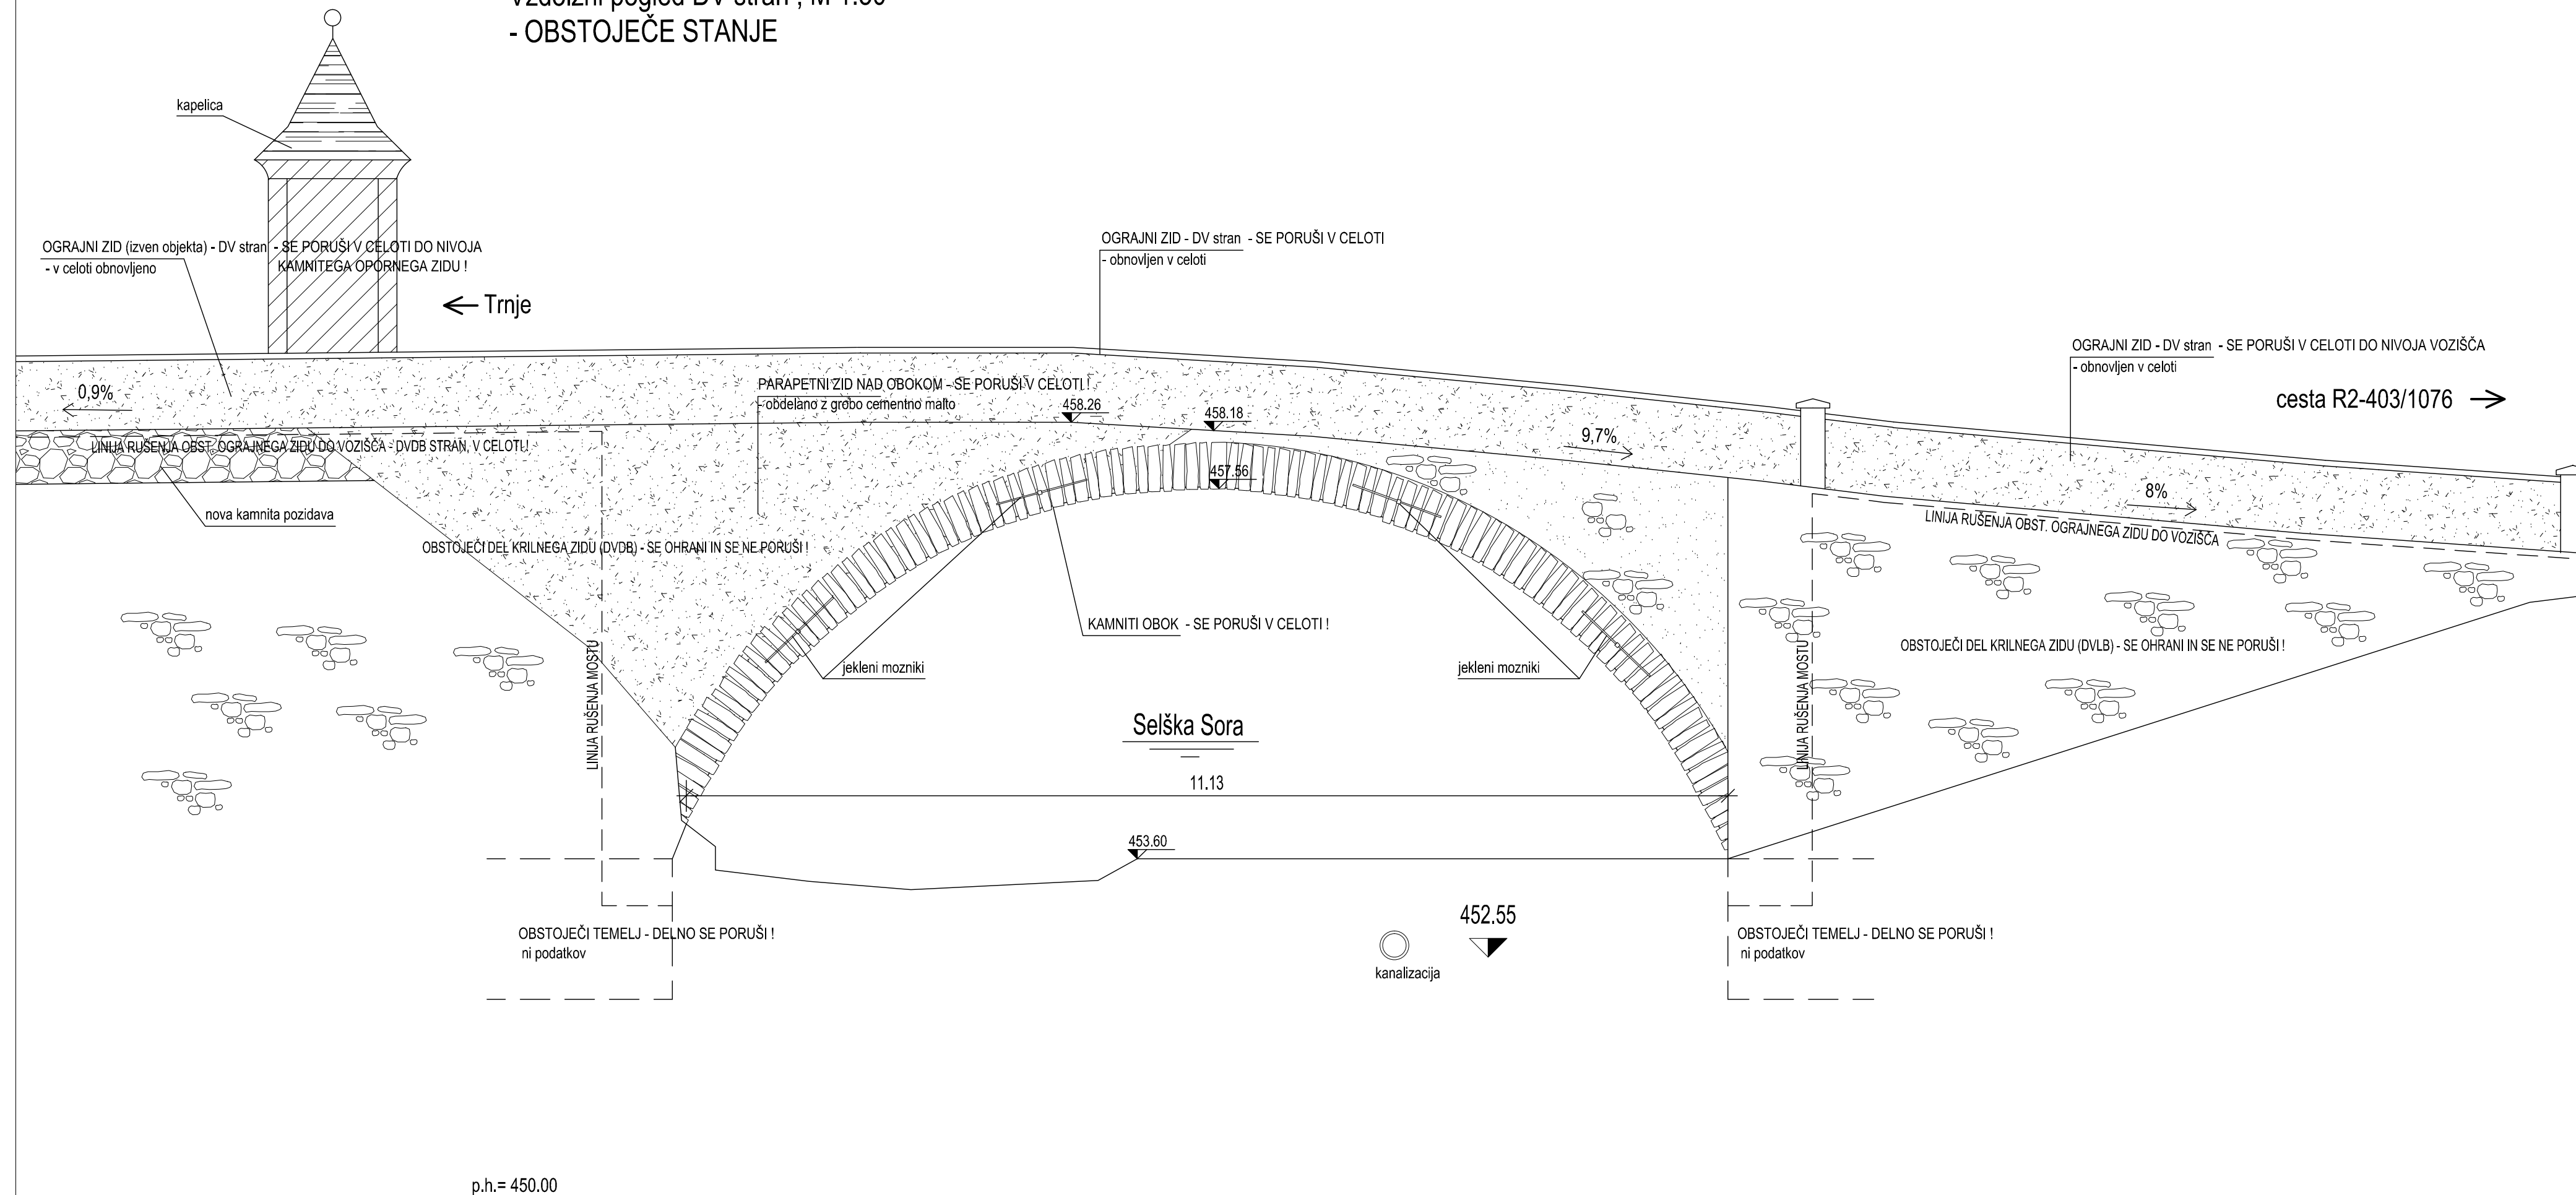 Vzdolžni pogled DV stran , M 1:50
- OBSTOJEČE STANJE
kapelica
OGRAJNI ZID (izven objekta) - DV stran - SE PORUŠI V CELOTI DO NIVOJA
KAMNITEGA OPORNEGA ZIDU !
- v celoti obnovljeno
Trnje
OGRAJNI ZID - DV stran - SE PORUŠI V CELOTI
- obnovljen v celoti
OGRAJNI ZID - DV stran - SE PORUŠI V CELOTI DO NIVOJA VOZIŠČA
- obnovljen v celoti
cesta R2-403/1076
0,9%
PARAPETNI ZID NAD OBOKOM - SE PORUŠI V CELOTI !
- obdelano z grobo cementno malto
458.26
458.18
9,7%
LINIJA RUŠENJA OBST. OGRAJNEGA ZIDU DO VOZIŠČA - DVDB STRAN, V CELOTI !
457.56
8%
nova kamnita pozidava
LINIJA RUŠENJA OBST. OGRAJNEGA ZIDU DO VOZIŠČA
OBSTOJEČI DEL KRILNEGA ZIDU (DVDB) - SE OHRANI IN SE NE PORUŠI !
KAMNITI OBOK - SE PORUŠI V CELOTI !
OBSTOJEČI DEL KRILNEGA ZIDU (DVLB) - SE OHRANI IN SE NE PORUŠI !
jekleni mozniki
jekleni mozniki
LINIJA RUŠENJA MOSTU
LINIJA RUŠENJA MOSTU
Selška Sora
11.13
453.60
452.55
OBSTOJEČI TEMELJ - DELNO SE PORUŠI !
ni podatkov
kanalizacija
OBSTOJEČI TEMELJ - DELNO SE PORUŠI !
ni podatkov
p.h.= 450.00